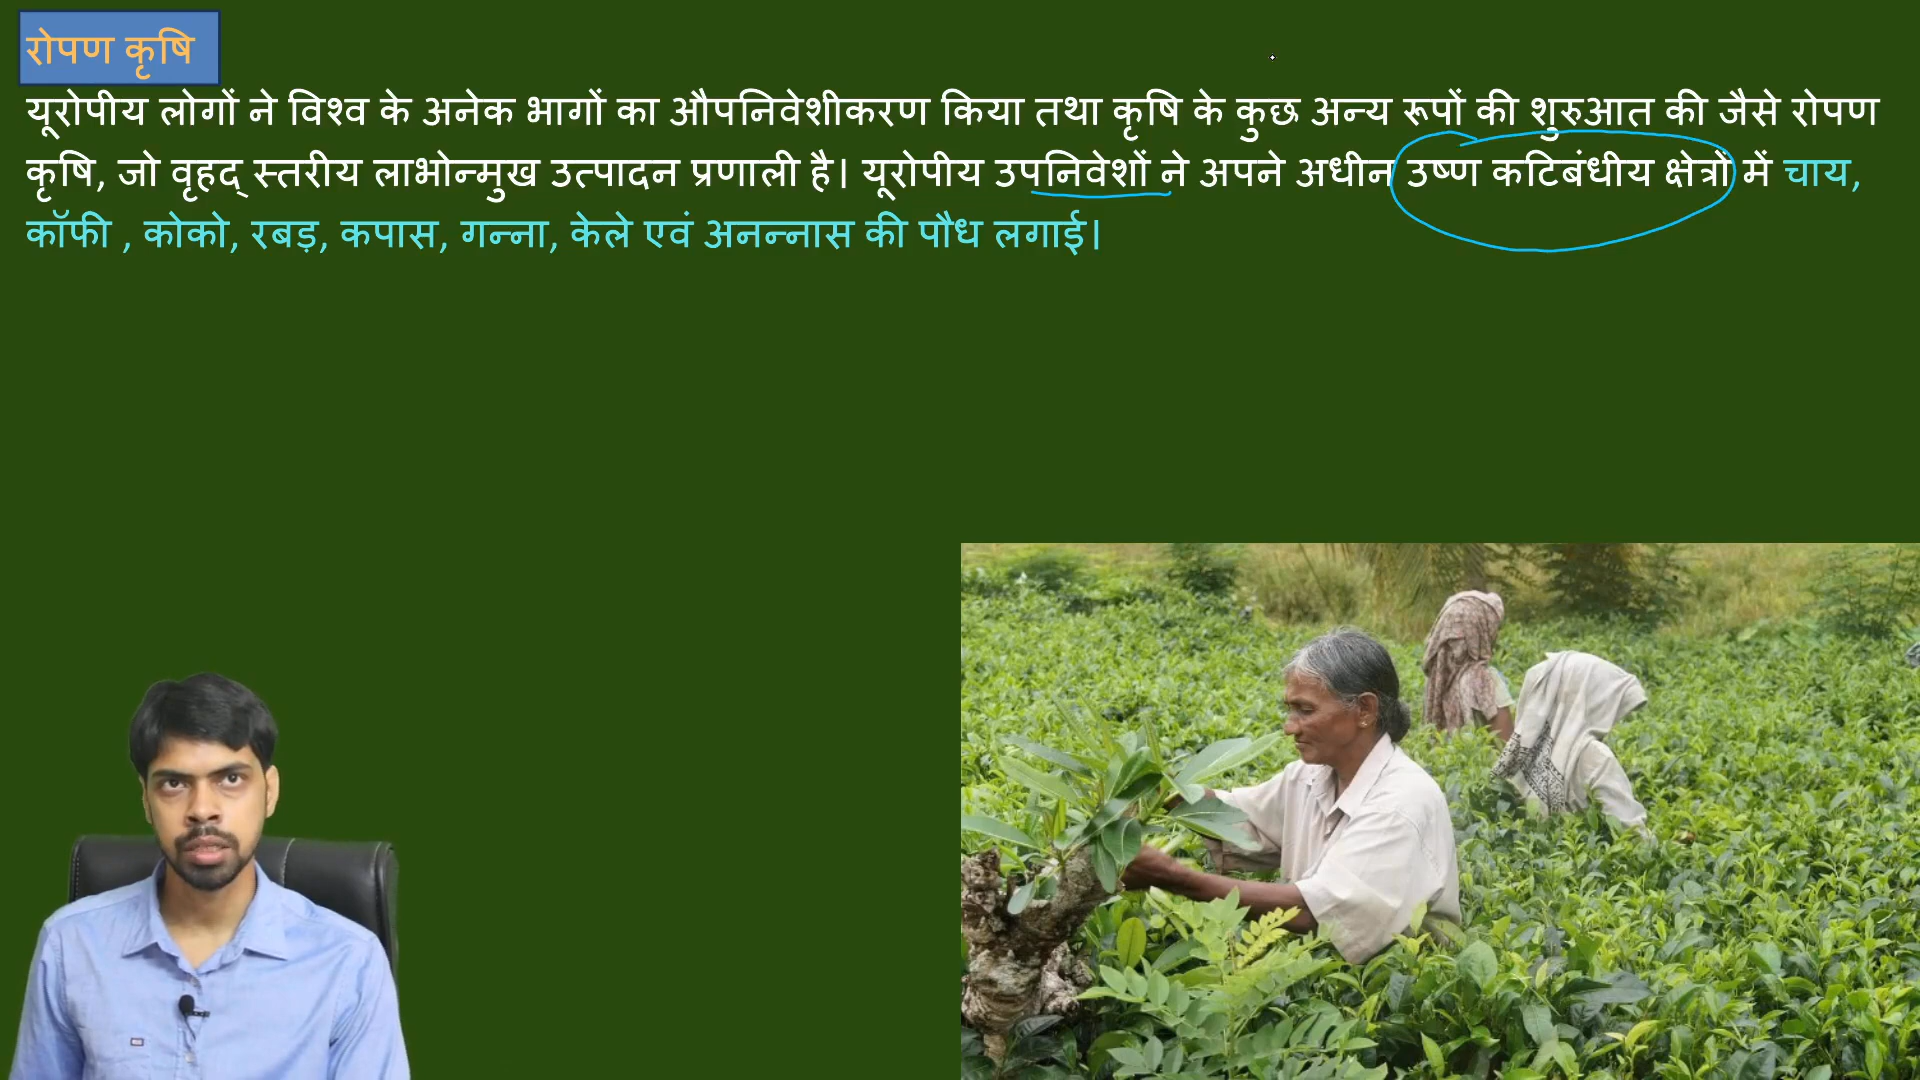 रोपण कृषि
यूरोपीय लोगों ने विश्व के अनेक भागों का औपनिवेशीकरण किया तथा कृषि के कुछ अन्य रूपों की शुरुआत की जैसे रोपण
कृषि, जो वृहद् स्तरीय लाभोन्मुख उत्पादन प्रणाली है। यूरोपीय उपनिवेशों ने अपने अधीन उष्ण कटिबंधीय क्षेत्रों में चाय,
कॉफी , कोको, रबड़, कपास, गन्ना, केले एवं अनन्नास की पौध लगाई।